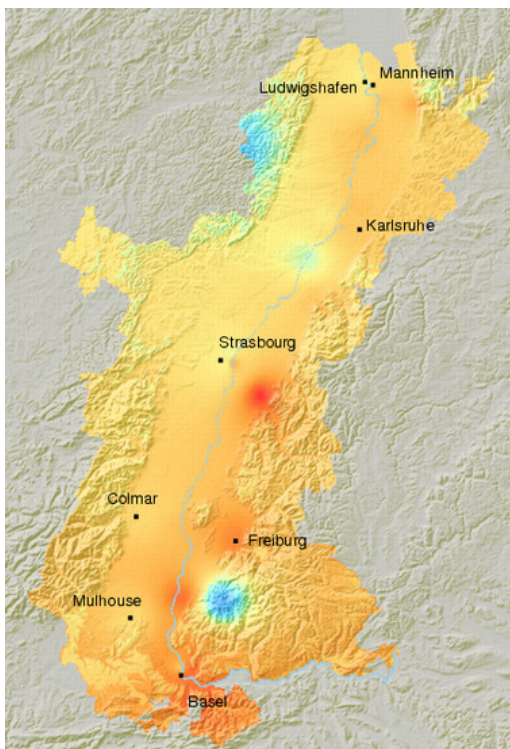 Mannheim
Ludwigshafen
Karlsruhe
Strasbourg
Colmar
Freiburg
Mulhouse
Basel